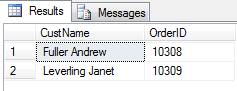 Results Messages
CustName OrderID
1 Fuller Andrew 10308
2 Leverling Janet 10309